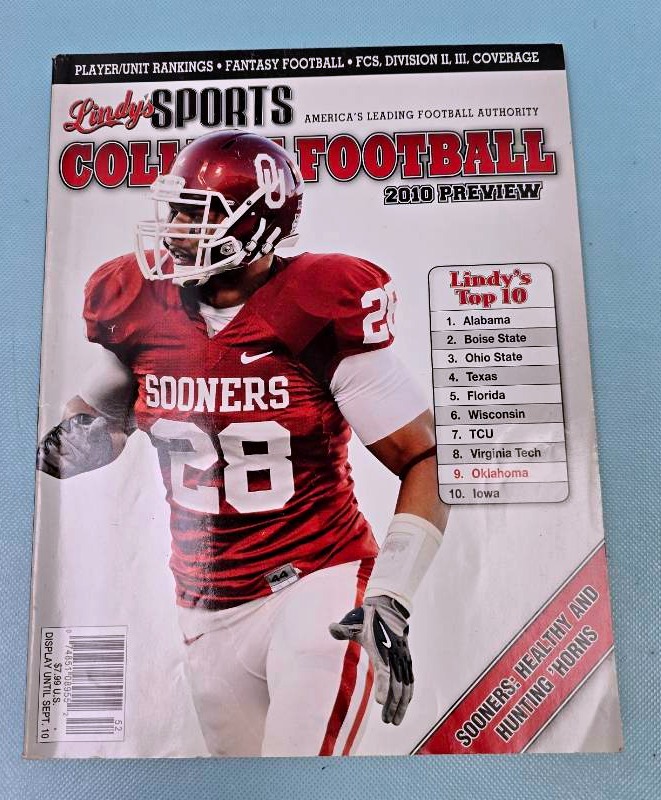 PLAYER/UNIT RANKINGS • FANTASY FOOTBALL • FCS, DIVISION II, III, COVERAGE
Lindy's SPORTS
AMERICA'S LEADING FOOTBALL AUTHORITY
COLL FOOTBALL
2010 PREVIEW
OU
Lindy's
Top 10
1. Alabama
2. Boise State
3. Ohio State
4. Texas
5. Florida
6. Wisconsin
7. TCU
8. Virginia Tech
9. Oklahoma
10. Iowa
28
SOONERS
28
44
SOONERS: HEALTHY AND
HUNTING 'HORNS
52
$7.99 U.S.
DISPLAY UNTIL SEPT. 10